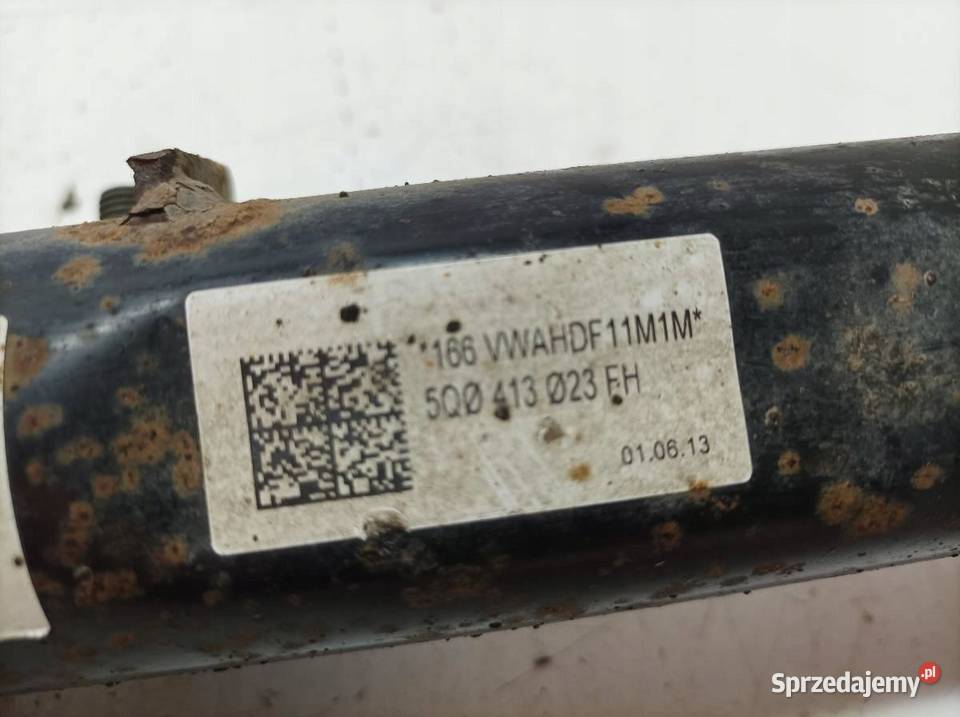 *166 VWAHDF11M1M*
5Q0 413 023 FH
01.06.13
Sprzedajemy.pl